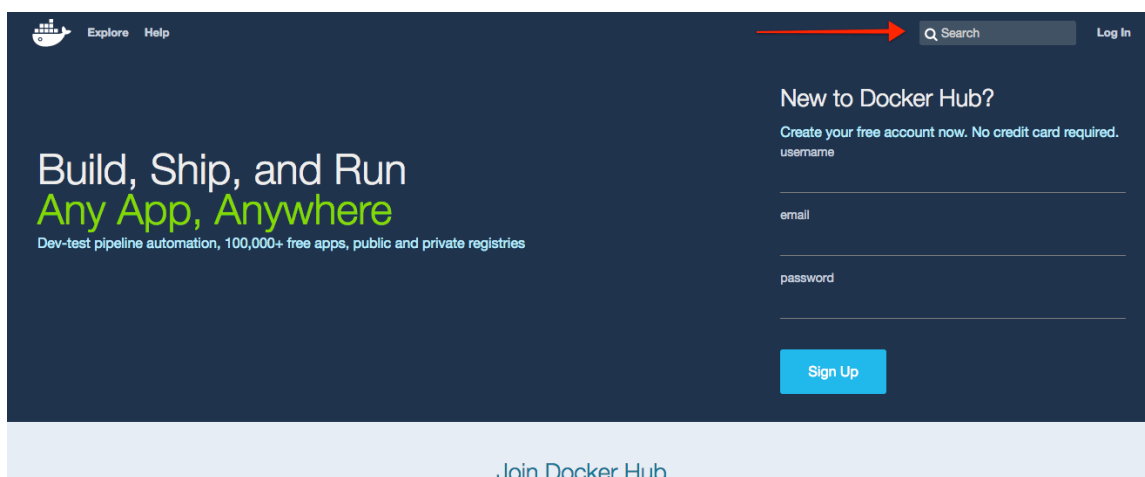 Explore Help Search Log In
New to Docker Hub?
Create your free account now. No credit card required.
username
email
password
Sign Up
Build, Ship, and Run
Any App, Anywhere
Dev-test pipeline automation, 100,000+ free apps, public and private registries
Join Docker Hub